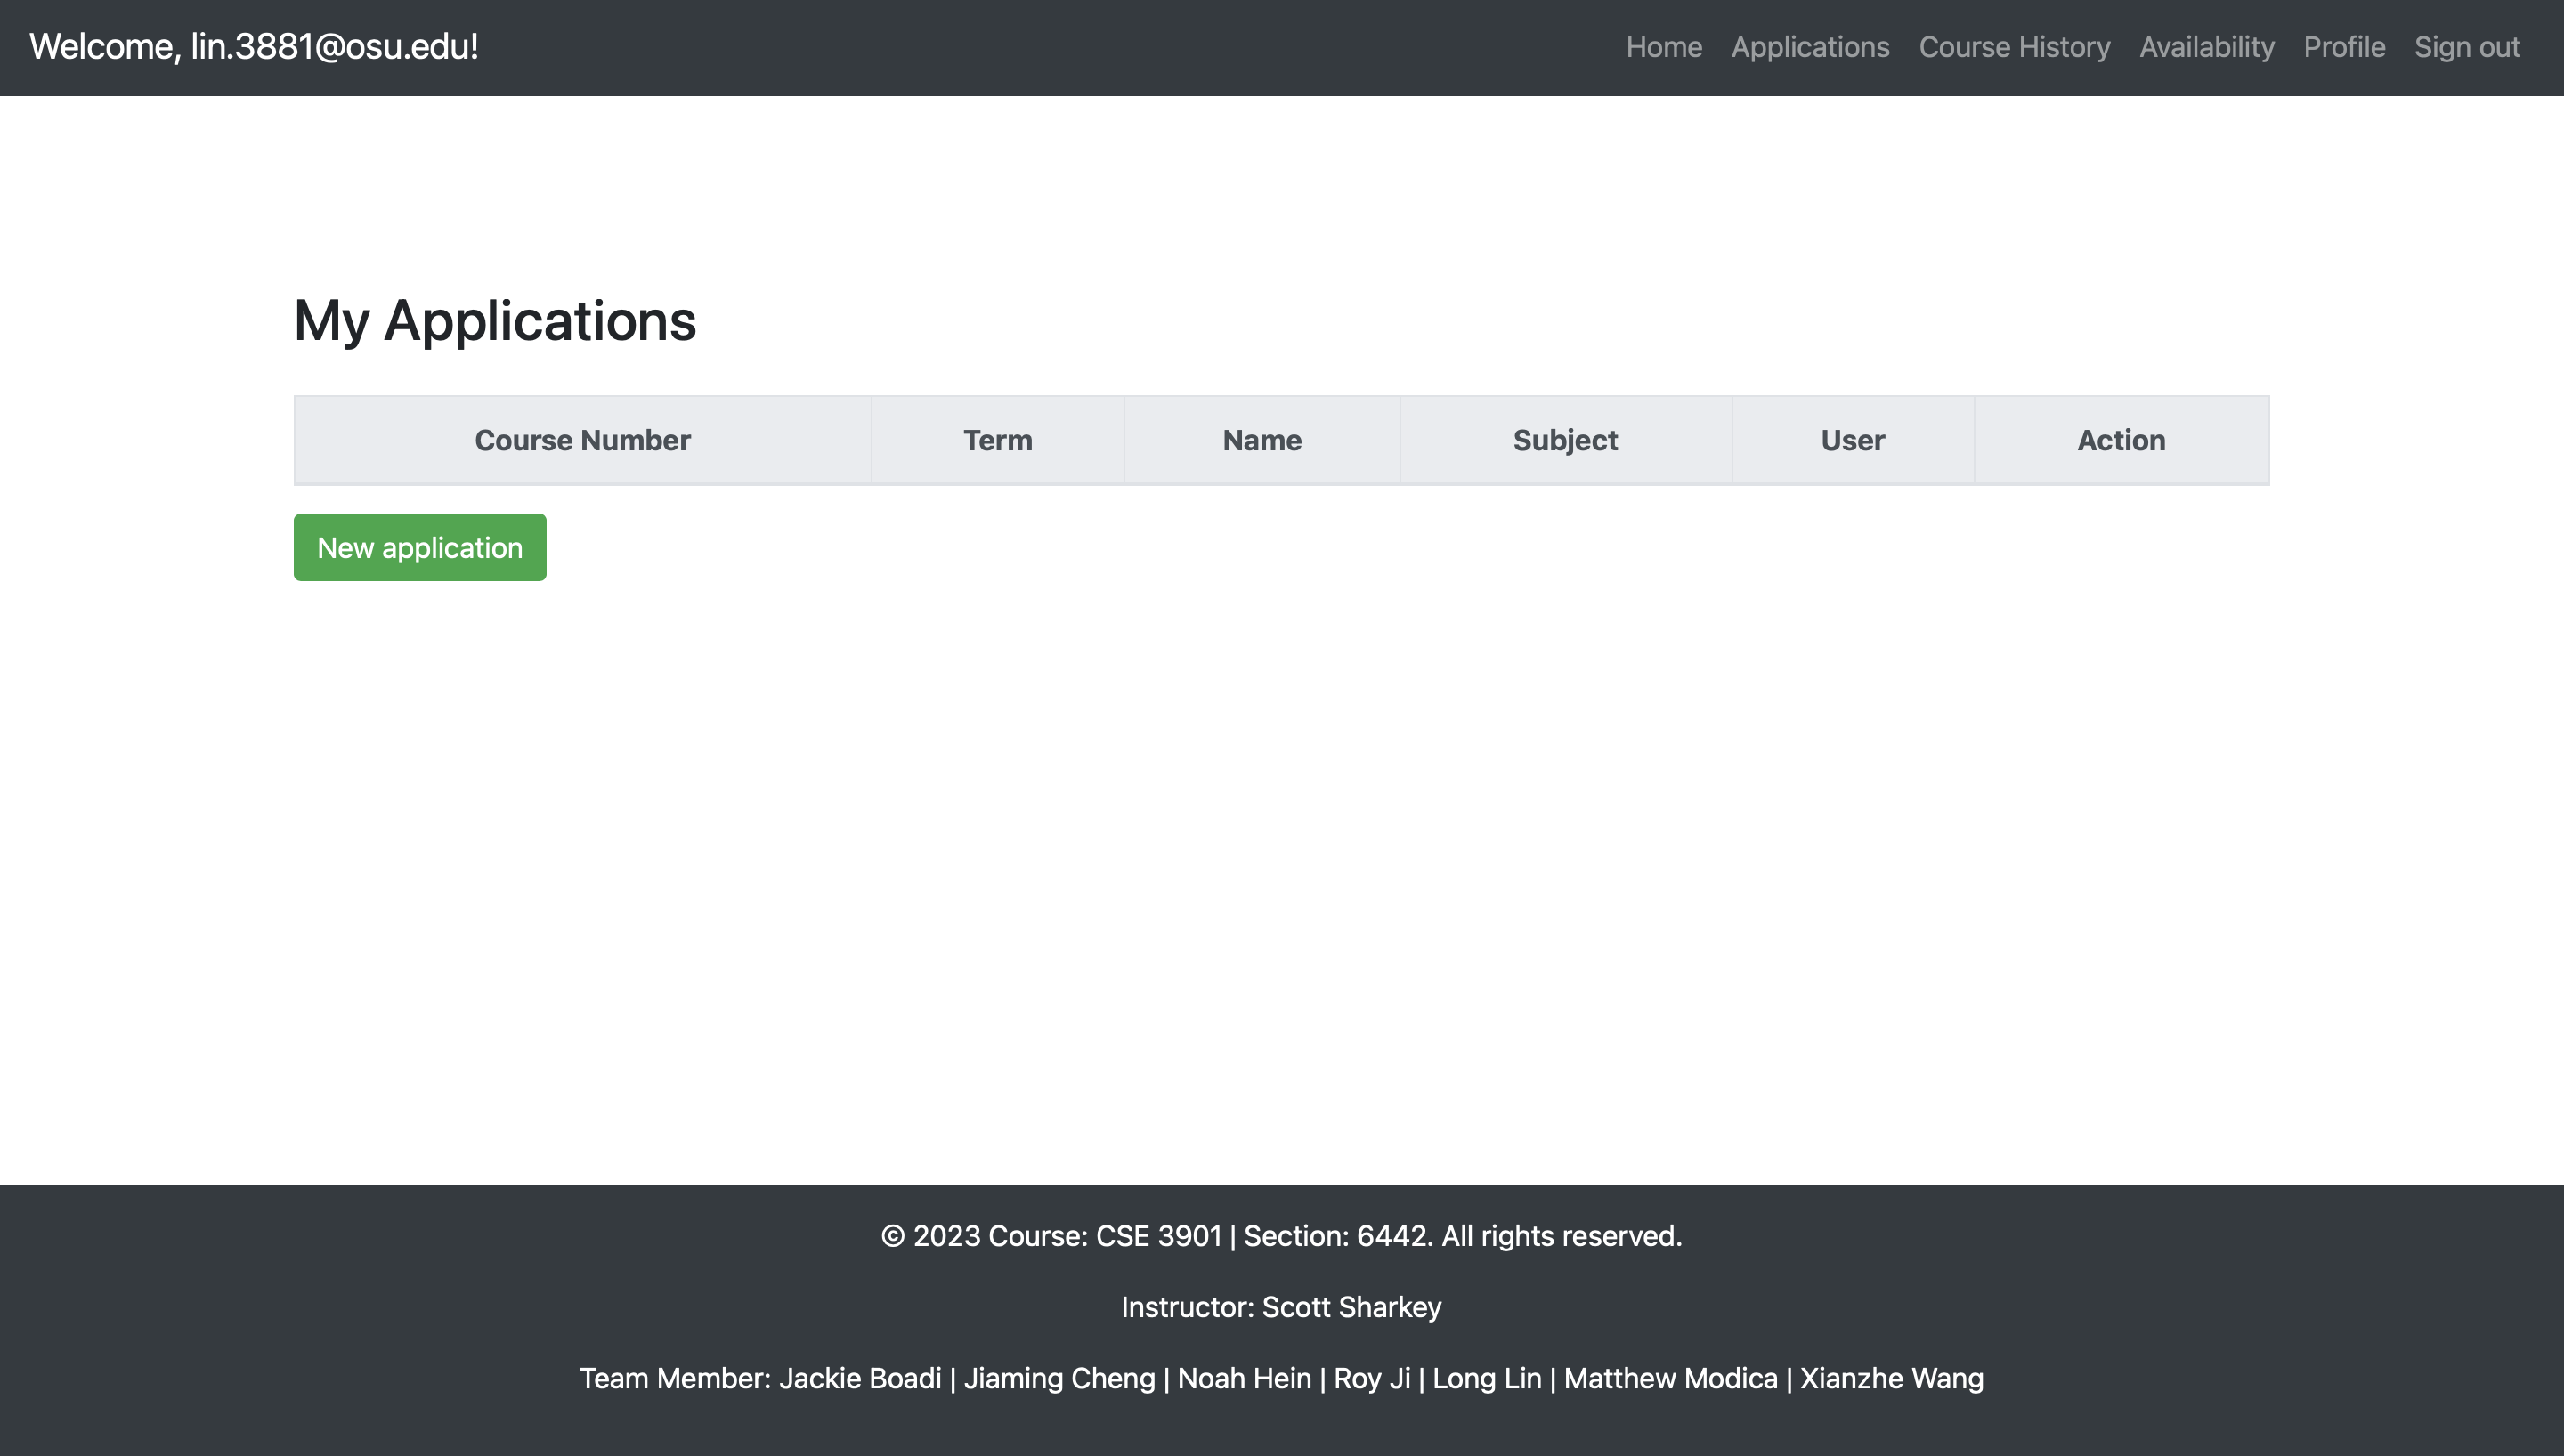 Welcome, lin.3881@osu.edu! Home Applications Course History Availability Profile Sign out
My Applications
Course Number Term Name Subject User Action
New application
© 2023 Course: CSE 3901 | Section: 6442. All rights reserved.
Instructor: Scott Sharkey
Team Member: Jackie Boadi | Jiaming Cheng | Noah Hein | Roy Ji | Long Lin | Matthew Modica | Xianzhe Wang